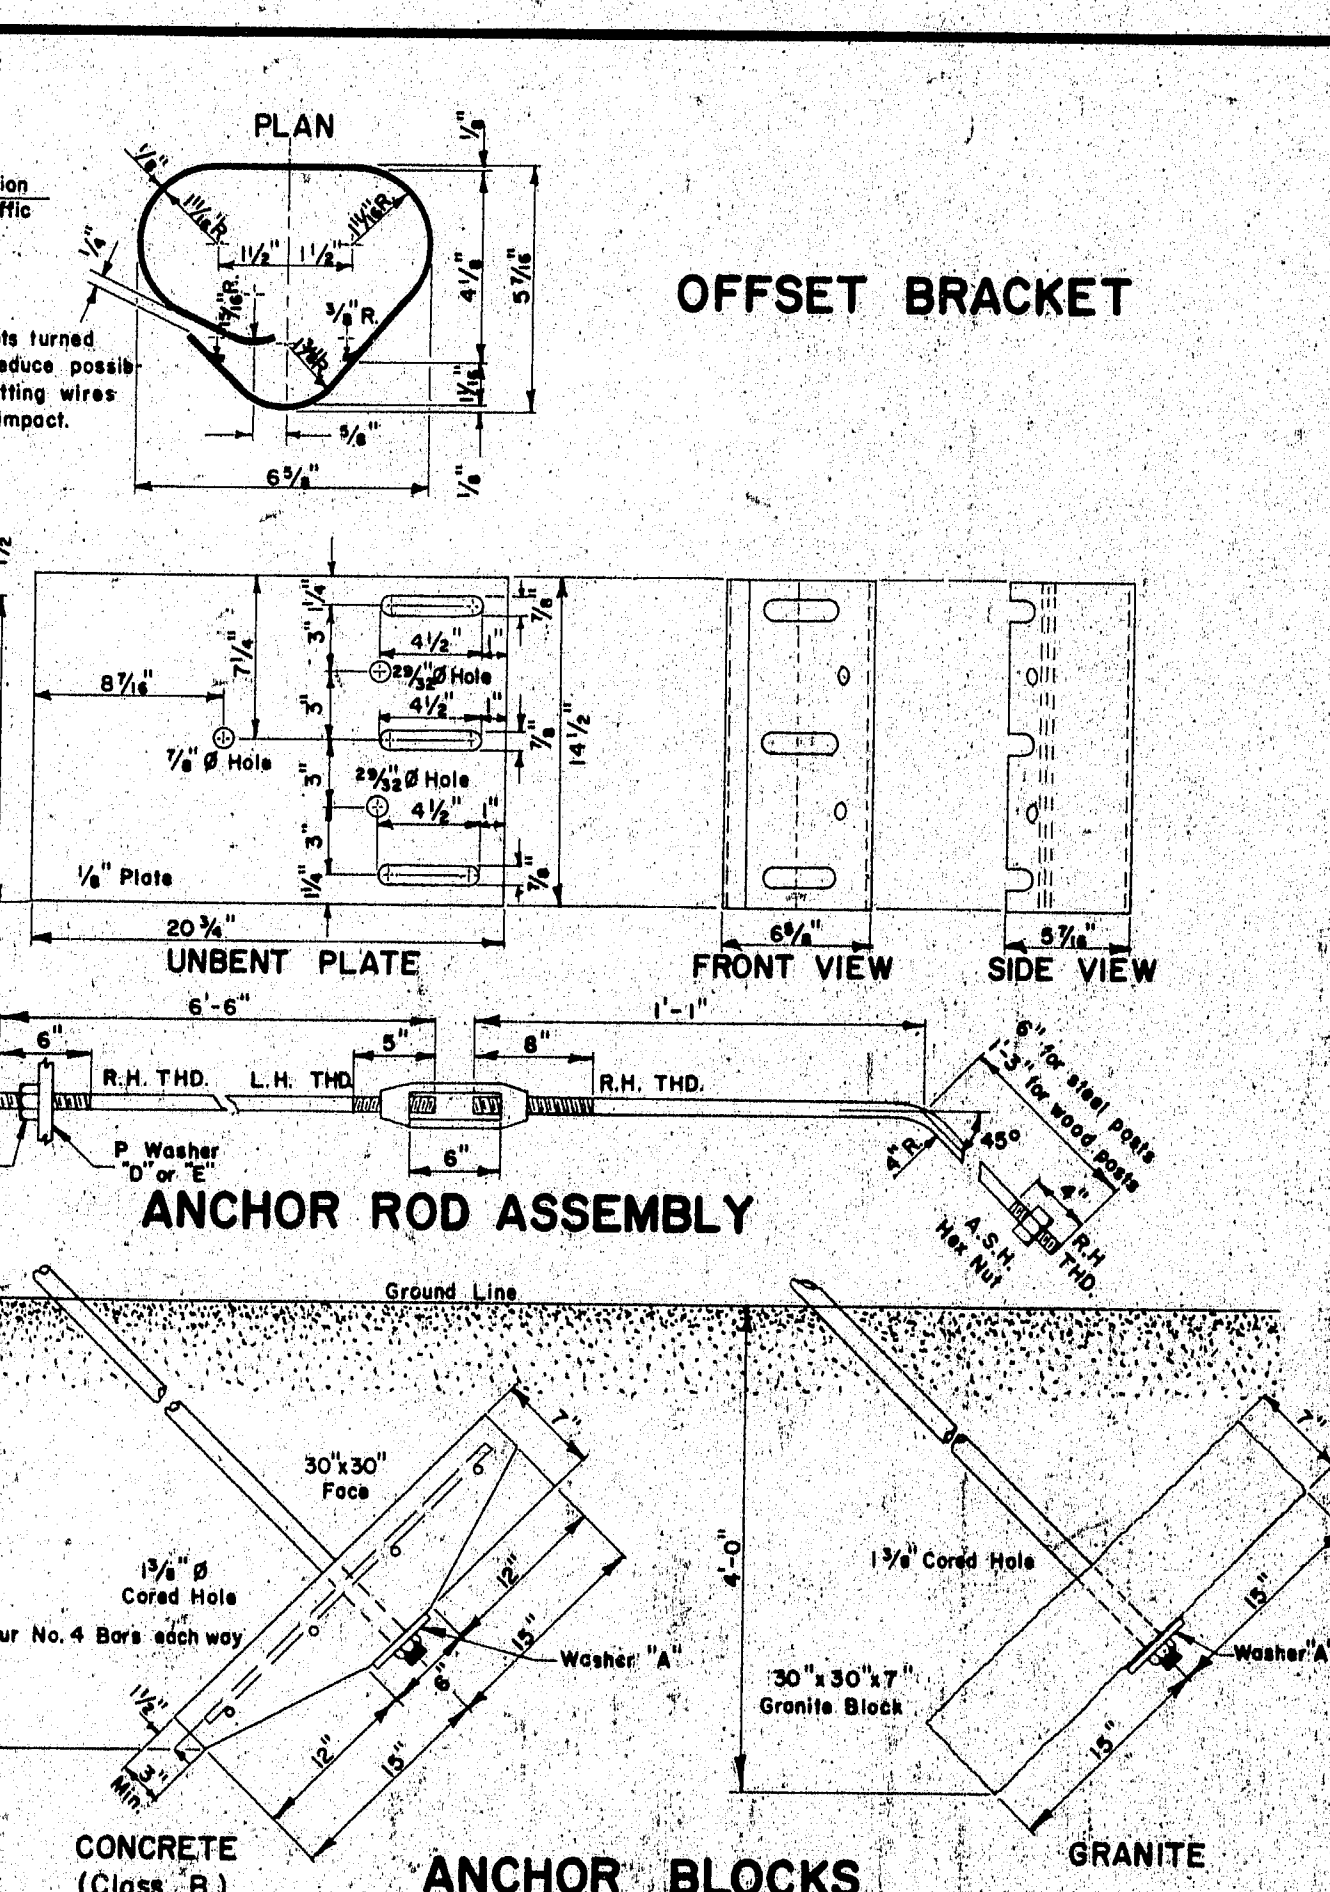 PLAN
1/8"
1/8"
ion
ffic
1 11/16" R.
1 11/16" R.
1/4"
1 1/2"
1 1/2"
4 1/8"
5 7/16"
OFFSET BRACKET
3/8" R.
ts turned
educe possib-
tting wires
impact.
1 1/16"
5/8"
6 5/8"
1/8"
1/2
1 1/4"
7/8"
3"
7 1/4"
4 1/2"
1"
29/32" Ø Hole
8 7/16"
3"
4 1/2"
1"
7/8"
14 1/2"
7/8" Ø Hole
3"
29/32" Ø Hole
4 1/2"
1"
3"
1/8" Plate
1 1/4"
7/8"
20 3/4"
6 5/8"
5 7/16"
UNBENT PLATE
FRONT VIEW
SIDE VIEW
6'-6"
1'-1"
6"
5"
8"
6" for steel posts
1'-3" for wood posts
R.H. THD.
L.H. THD.
R.H. THD.
45°
4" R.
P Washer
"D" or "E"
6"
4"
A.S.H.
Hex Nut
R.H
THD.
ANCHOR ROD ASSEMBLY
Ground Line
7"
7"
30"x30"
Face
12"
4'-0"
1 3/8" Ø
Cored Hole
1 3/8" Cored Hole
15"
15"
ur No. 4 Bars each way
Washer "A"
Washer "A"
6"
30"x30"x7"
Granite Block
1 1/2"
12"
15"
15"
3"
Min.
CONCRETE
(Class B)
ANCHOR BLOCKS
GRANITE